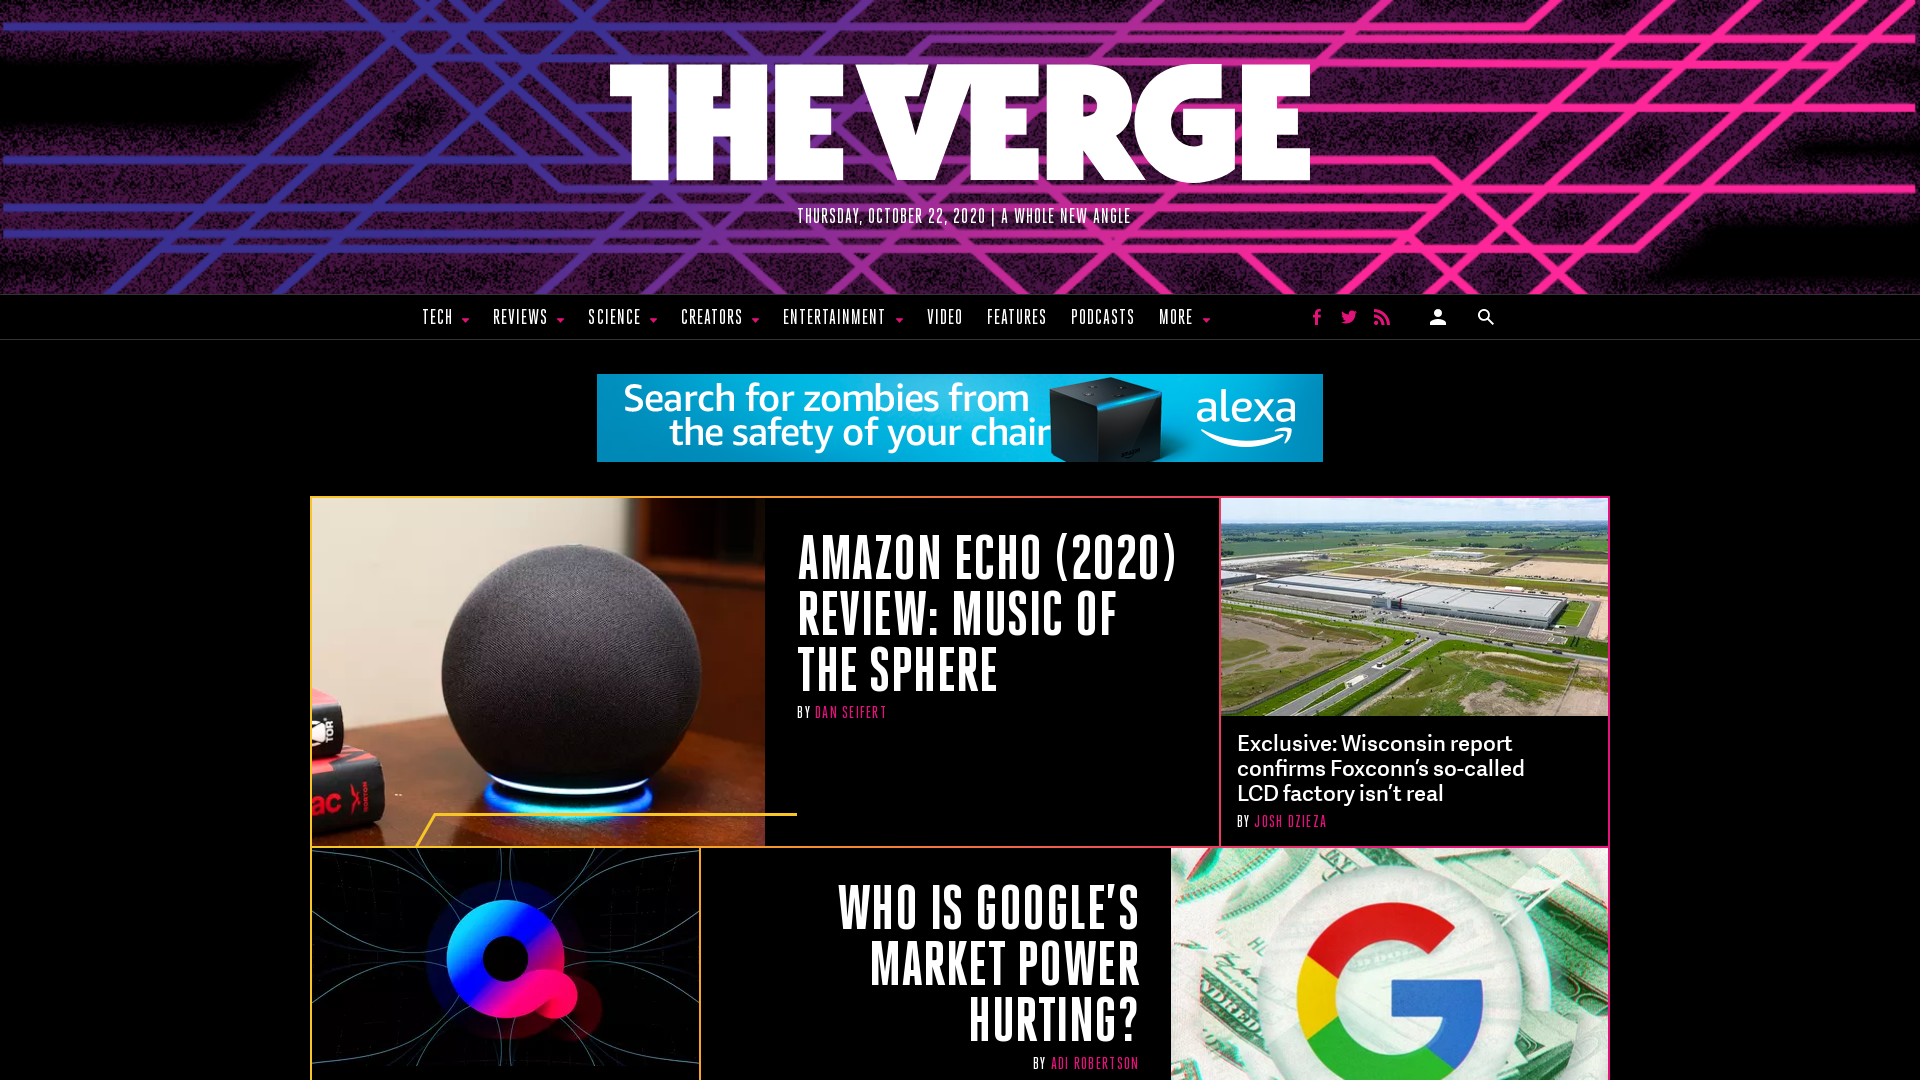 THE VERGE
THURSDAY, OCTOBER 22, 2020 | A WHOLE NEW ANGLE
TECH REVIEWS SCIENCE CREATORS ENTERTAINMENT VIDEO FEATURES PODCASTS MORE
Search for zombies from
the safety of your chair
alexa
AMAZON ECHO (2020)
REVIEW: MUSIC OF
THE SPHERE
BY DAN SEIFERT
TOR
ac
Exclusive: Wisconsin report
confirms Foxconn’s so-called
LCD factory isn’t real
BY JOSH DZIEZA
WHO IS GOOGLE’S
MARKET POWER
HURTING?
BY ADI ROBERTSON